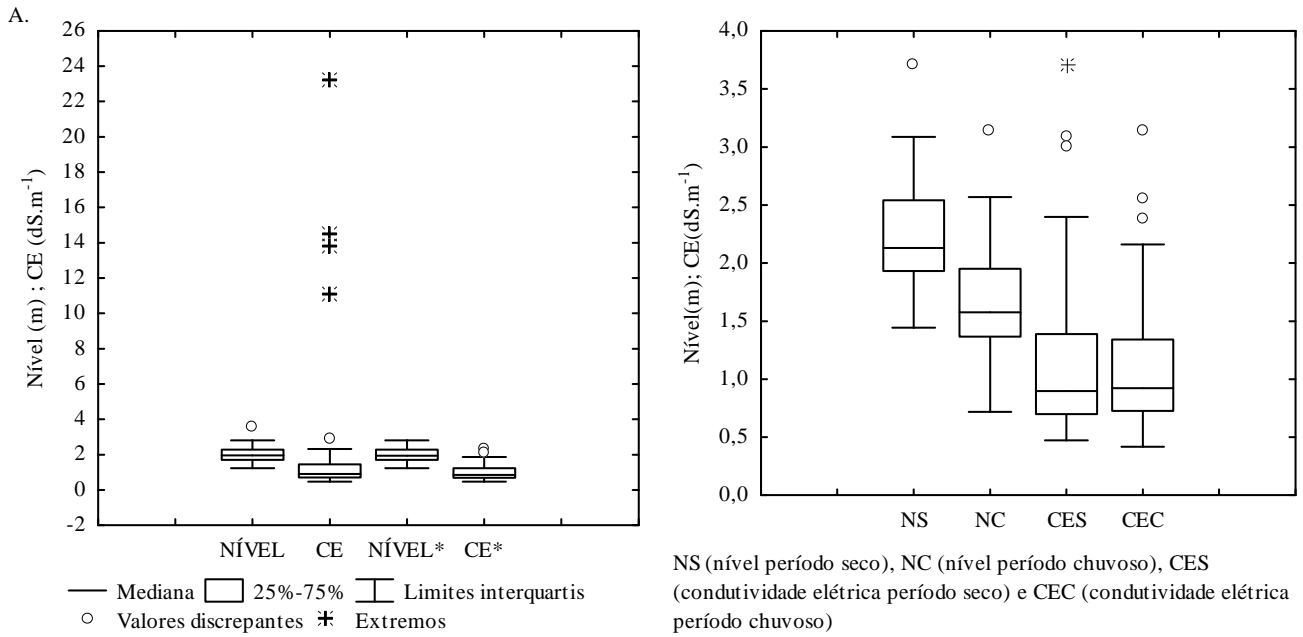 A.
Nível (m) ; CE (dS.m-1)
26
24
22
20
18
16
14
12
10
8
6
4
2
0
-2
NÍVEL CE NÍVEL* CE*
Mediana 25%-75% Limites interquartis
Valores discrepantes Extremos
Nível(m); CE(dS.m-1)
4,0
3,5
3,0
2,5
2,0
1,5
1,0
0,5
0,0
NS NC CES CEC
NS (nível período seco), NC (nível período chuvoso), CES
(condutividade elétrica período seco) e CEC (condutividade elétrica
período chuvoso)